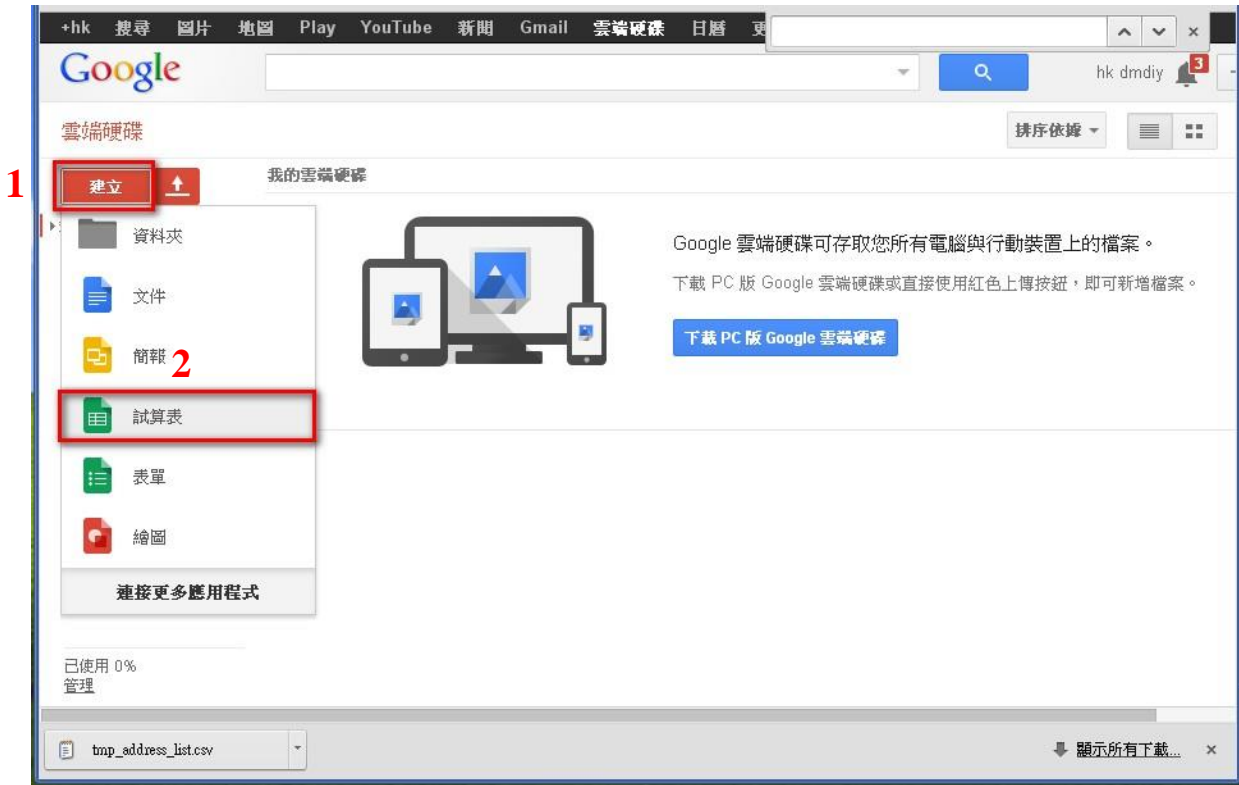 +hk 搜尋 圖片 地圖 Play YouTube 新聞 Gmail 雲端硬碟 日曆
Google
hk dmdiy 3
雲端硬碟
排序依據
1
建立
我的雲端硬碟
資料夾
文件
簡報
2
試算表
表單
繪圖
連接更多應用程式
Google 雲端硬碟可存取您所有電腦與行動裝置上的檔案。
下載 PC 版 Google 雲端硬碟或直接使用紅色上傳按鈕，即可新增檔案。
下載 PC 版 Google 雲端硬碟
已使用 0%
管理
tmp_address_list.csv
顯示所有下載...